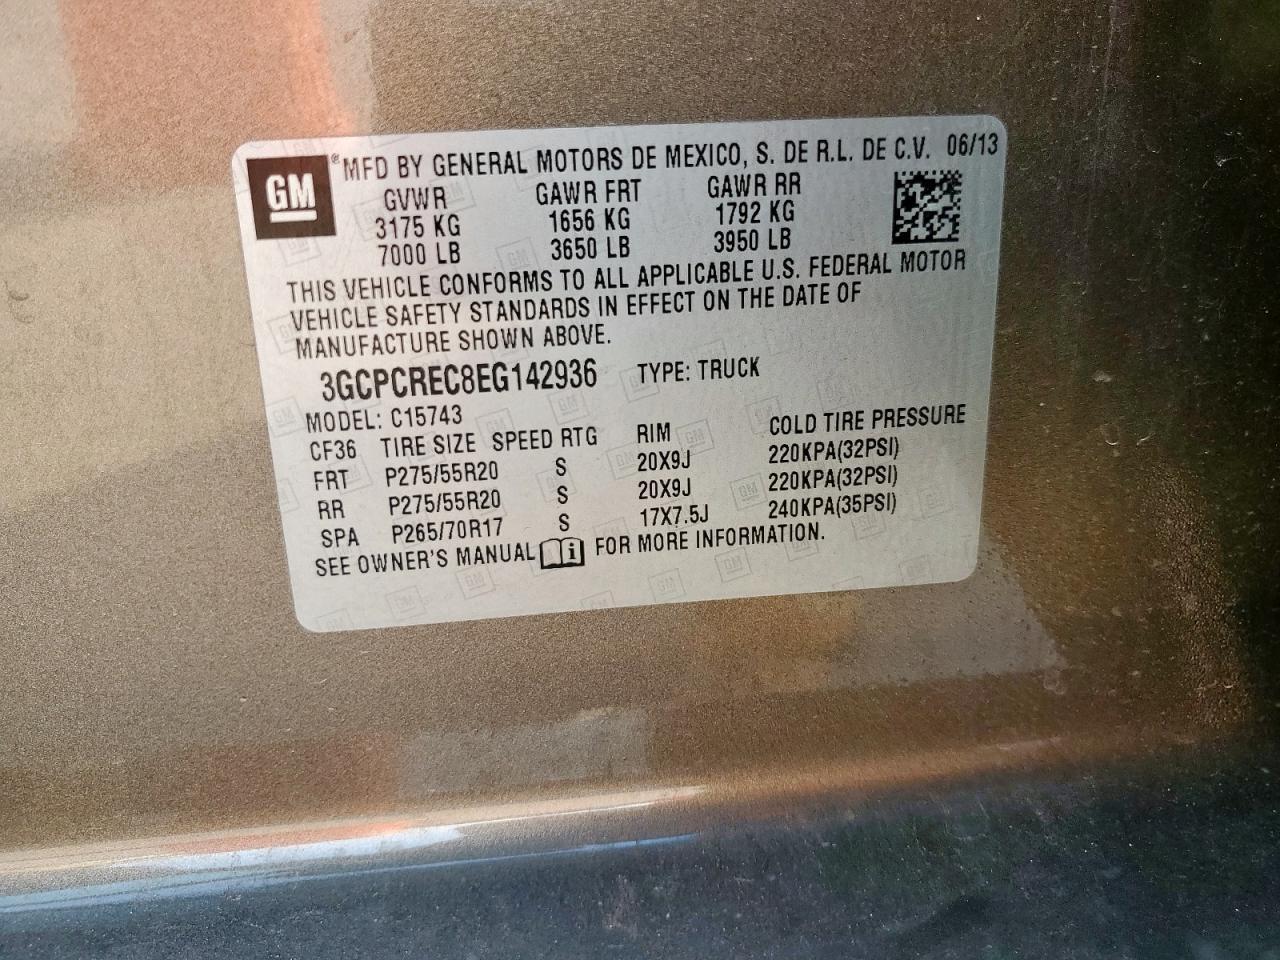 GM ® MFD BY GENERAL MOTORS DE MEXICO, S. DE R.L. DE C.V. 06/13
GVWR GAWR FRT GAWR RR
3175 KG 1656 KG 1792 KG
7000 LB 3650 LB 3950 LB
THIS VEHICLE CONFORMS TO ALL APPLICABLE U.S. FEDERAL MOTOR
VEHICLE SAFETY STANDARDS IN EFFECT ON THE DATE OF
MANUFACTURE SHOWN ABOVE.
3GCPCREC8EG142936 TYPE: TRUCK
MODEL: C15743
CF36 TIRE SIZE SPEED RTG RIM COLD TIRE PRESSURE
FRT P275/55R20 S 20X9J 220KPA(32PSI)
RR P275/55R20 S 20X9J 220KPA(32PSI)
SPA P265/70R17 S 17X7.5J 240KPA(35PSI)
SEE OWNER'S MANUAL FOR MORE INFORMATION.